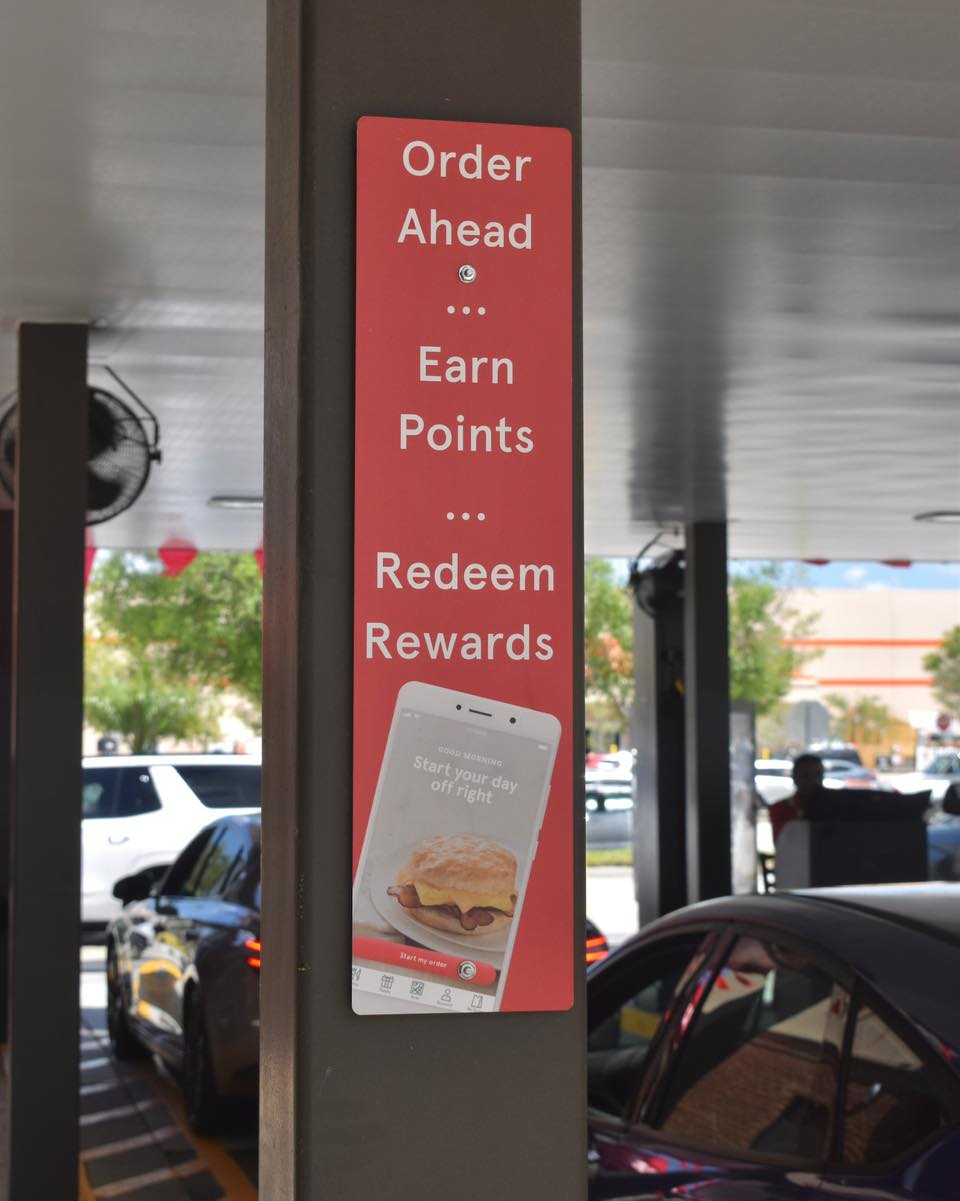 Order
Ahead
...
Earn
Points
...
Redeem
Rewards
GOOD MORNING
Start your day
off right
Start my order